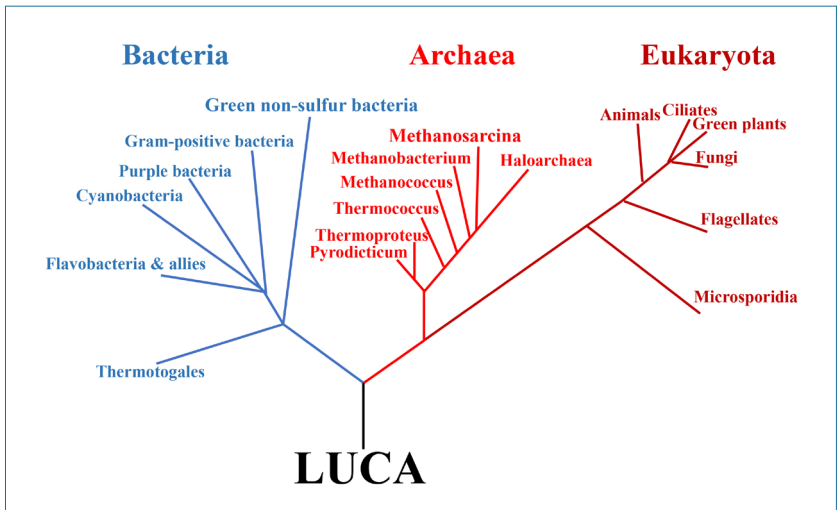 Bacteria
Archaea
Eukaryota
Green non-sulfur bacteria
Gram-positive bacteria
Purple bacteria
Cyanobacteria
Flavobacteria & allies
Thermotogales
Methanosarcina
Methanobacterium
Haloarchaea
Methanococcus
Thermococcus
Thermoproteus
Pyrodicticum
Animals
Ciliates
Green plants
Fungi
Flagellates
Microsporidia
LUCA